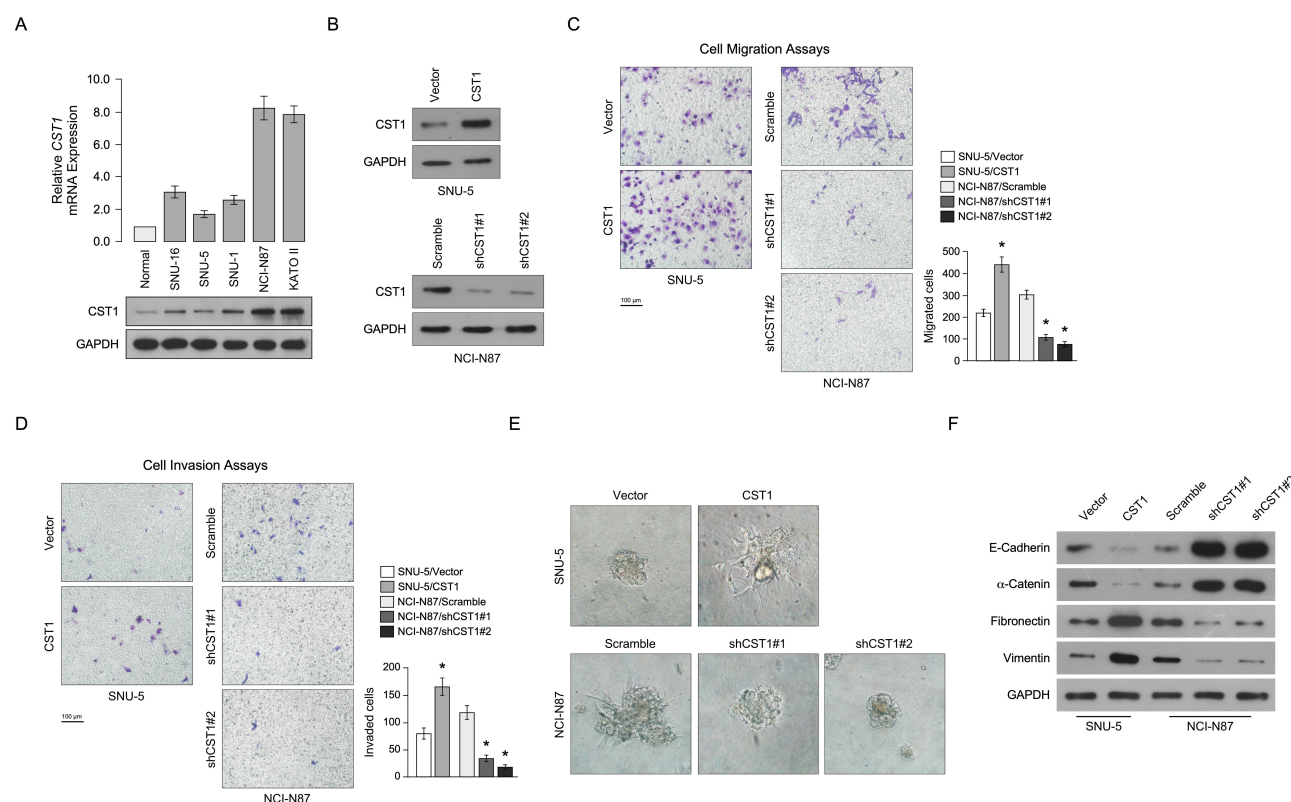 A
Relative CST1
mRNA Expression
10.0
8.0
6.0
4.0
2.0
0.0
Normal
SNU-16
SNU-5
SNU-1
NCI-N87
KATO II
CST1
GAPDH
B
Vector
CST1
CST1
GAPDH
SNU-5
Scramble
shCST1#1
shCST1#2
CST1
GAPDH
NCI-N87
C
Cell Migration Assays
Vector
CST1
SNU-5
100 μm
Scramble
shCST1#1
shCST1#2
NCI-N87
SNU-5/Vector
SNU-5/CST1
NCI-N87/Scramble
NCI-N87/shCST1#1
NCI-N87/shCST1#2
Migrated cells
500
400
300
200
100
0
*
*
*
D
Cell Invasion Assays
Vector
CST1
SNU-5
100 μm
Scramble
shCST1#1
shCST1#2
NCI-N87
SNU-5/Vector
SNU-5/CST1
NCI-N87/Scramble
NCI-N87/shCST1#1
NCI-N87/shCST1#2
Invaded cells
200
150
100
50
0
*
*
*
E
Vector
CST1
SNU-5
Scramble
shCST1#1
shCST1#2
NCI-N87
F
Vector
CST1
Scramble
shCST1#1
shCST1#2
E-Cadherin
α-Catenin
Fibronectin
Vimentin
GAPDH
SNU-5
NCI-N87